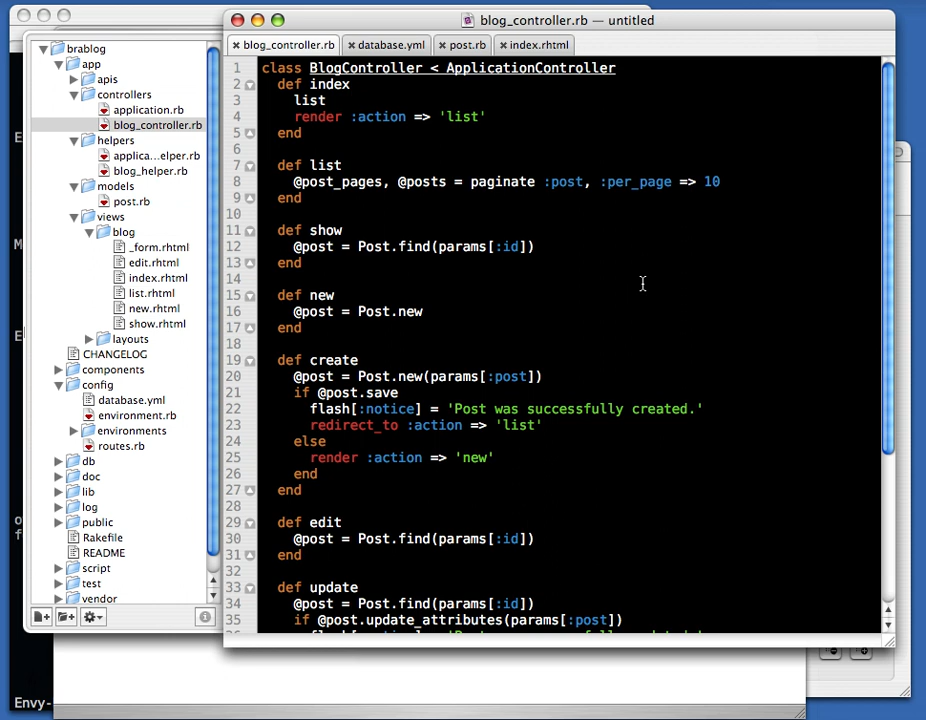 blog_controller.rb — untitled
blog_controller.rb
database.yml
post.rb
index.rhtml
brablog
app
apis
controllers
application.rb
blog_controller.rb
helpers
applica...elper.rb
blog_helper.rb
models
post.rb
views
blog
_form.rhtml
edit.rhtml
index.rhtml
list.rhtml
new.rhtml
show.rhtml
layouts
CHANGELOG
components
config
database.yml
environment.rb
environments
routes.rb
db
doc
lib
log
public
Rakefile
README
script
test
vendor
1 class BlogController < ApplicationController
2 def index
3 list
4 render :action => 'list'
5 end
6
7 def list
8 @post_pages, @posts = paginate :post, :per_page => 10
9 end
10
11 def show
12 @post = Post.find(params[:id])
13 end
14
15 def new
16 @post = Post.new
17 end
18
19 def create
20 @post = Post.new(params[:post])
21 if @post.save
22 flash[:notice] = 'Post was successfully created.'
23 redirect_to :action => 'list'
24 else
25 render :action => 'new'
26 end
27 end
28
29 def edit
30 @post = Post.find(params[:id])
31 end
32
33 def update
34 @post = Post.find(params[:id])
35 if @post.update_attributes(params[:post])
Envy-